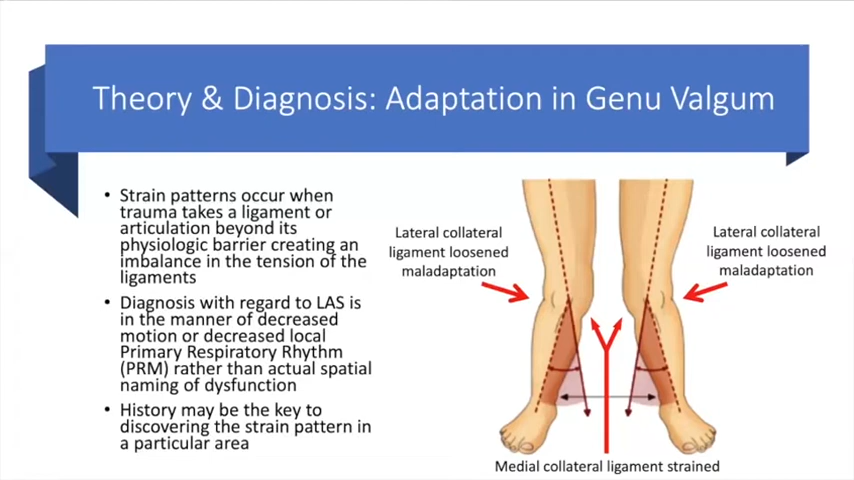 Theory & Diagnosis: Adaptation in Genu Valgum
• Strain patterns occur when
trauma takes a ligament or
articulation beyond its
physiologic barrier creating an
imbalance in the tension of the
ligaments
• Diagnosis with regard to LAS is
in the manner of decreased
motion or decreased local
Primary Respiratory Rhythm
(PRM) rather than actual spatial
naming of dysfunction
• History may be the key to
discovering the strain pattern in
a particular area
Lateral collateral
ligament loosened
maladaptation
Lateral collateral
ligament loosened
maladaptation
Medial collateral ligament strained